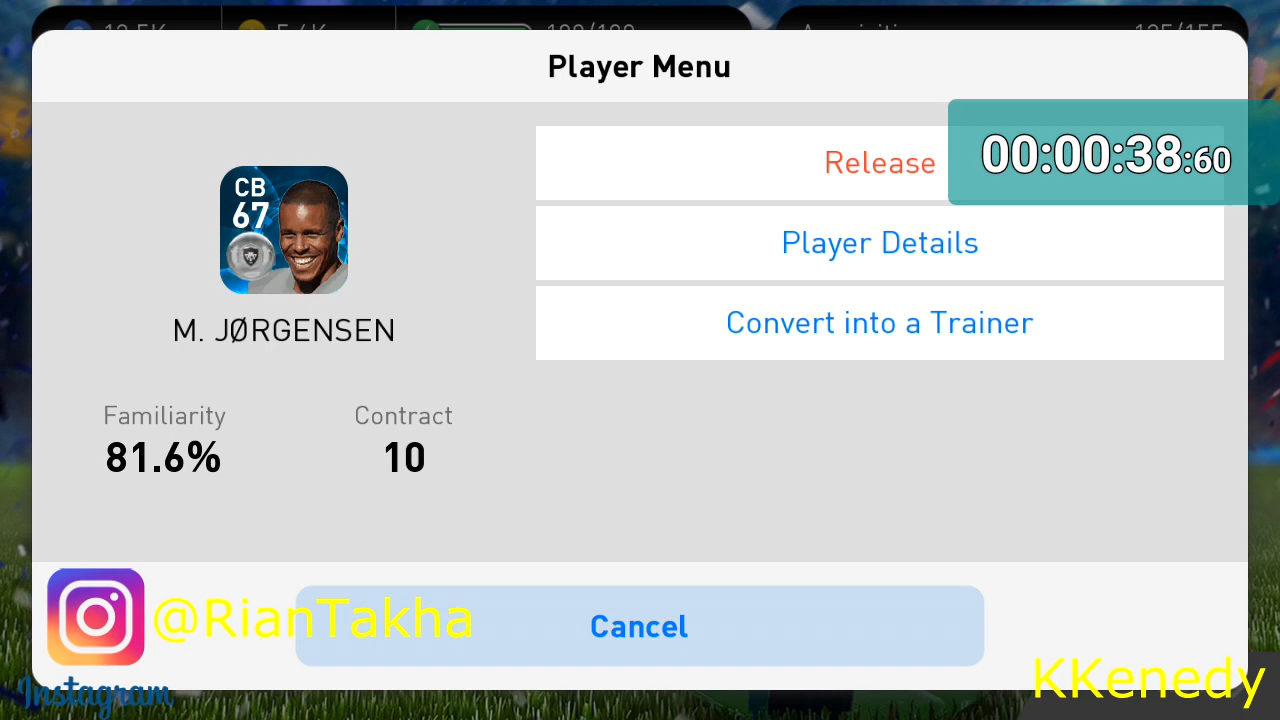 Player Menu
Release
00:00:38:60
CB
67
Player Details
Convert into a Trainer
M. JØRGENSEN
Familiarity
Contract
81.6%
10
@RianTakha
Cancel
Instagram
KKenedy